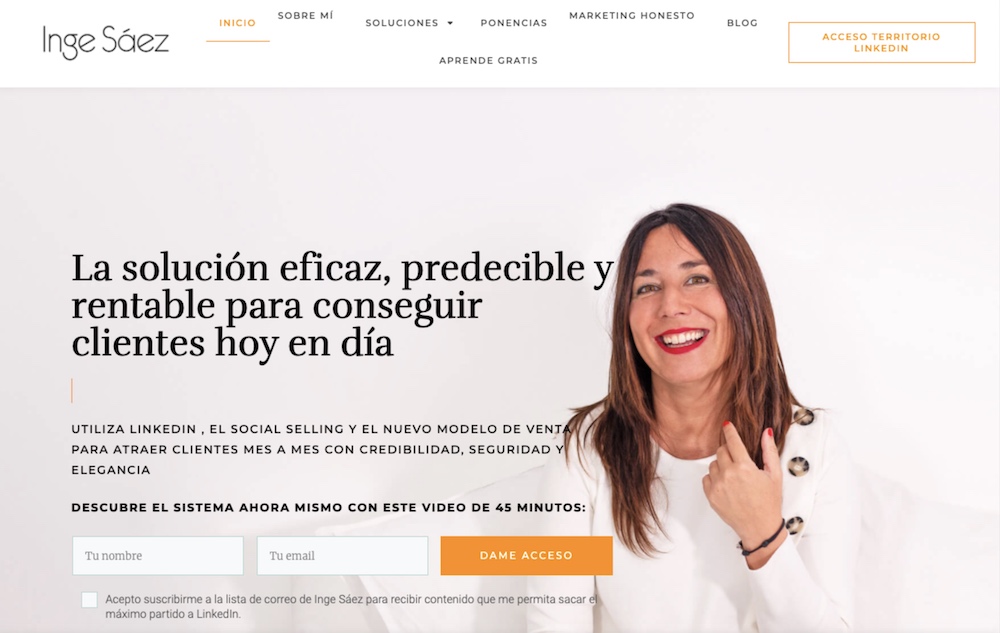 Inge Sáez
INICIO
SOBRE MÍ
SOLUCIONES
PONENCIAS
MARKETING HONESTO
BLOG
APRENDE GRATIS
ACCESO TERRITORIO
LINKEDIN
La solución eficaz, predecible y
rentable para conseguir
clientes hoy en día
UTILIZA LINKEDIN , EL SOCIAL SELLING Y EL NUEVO MODELO DE VENTA
PARA ATRAER CLIENTES MES A MES CON CREDIBILIDAD, SEGURIDAD Y
ELEGANCIA
DESCUBRE EL SISTEMA AHORA MISMO CON ESTE VIDEO DE 45 MINUTOS:
Tu nombre
Tu email
DAME ACCESO
Acepto suscribirme a la lista de correo de Inge Sáez para recibir contenido que me permita sacar el
máximo partido a LinkedIn.